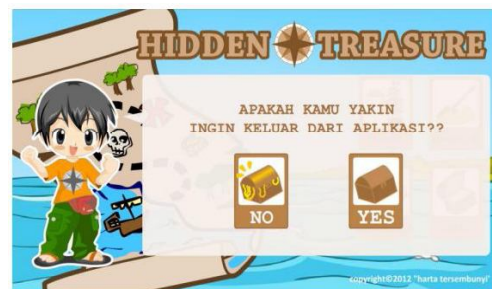 HIDDEN TREASURE
APAKAH KAMU YAKIN
INGIN KELUAR DARI APLIKASI??
NO
YES
copyright©2012 "harta tersembunyi"